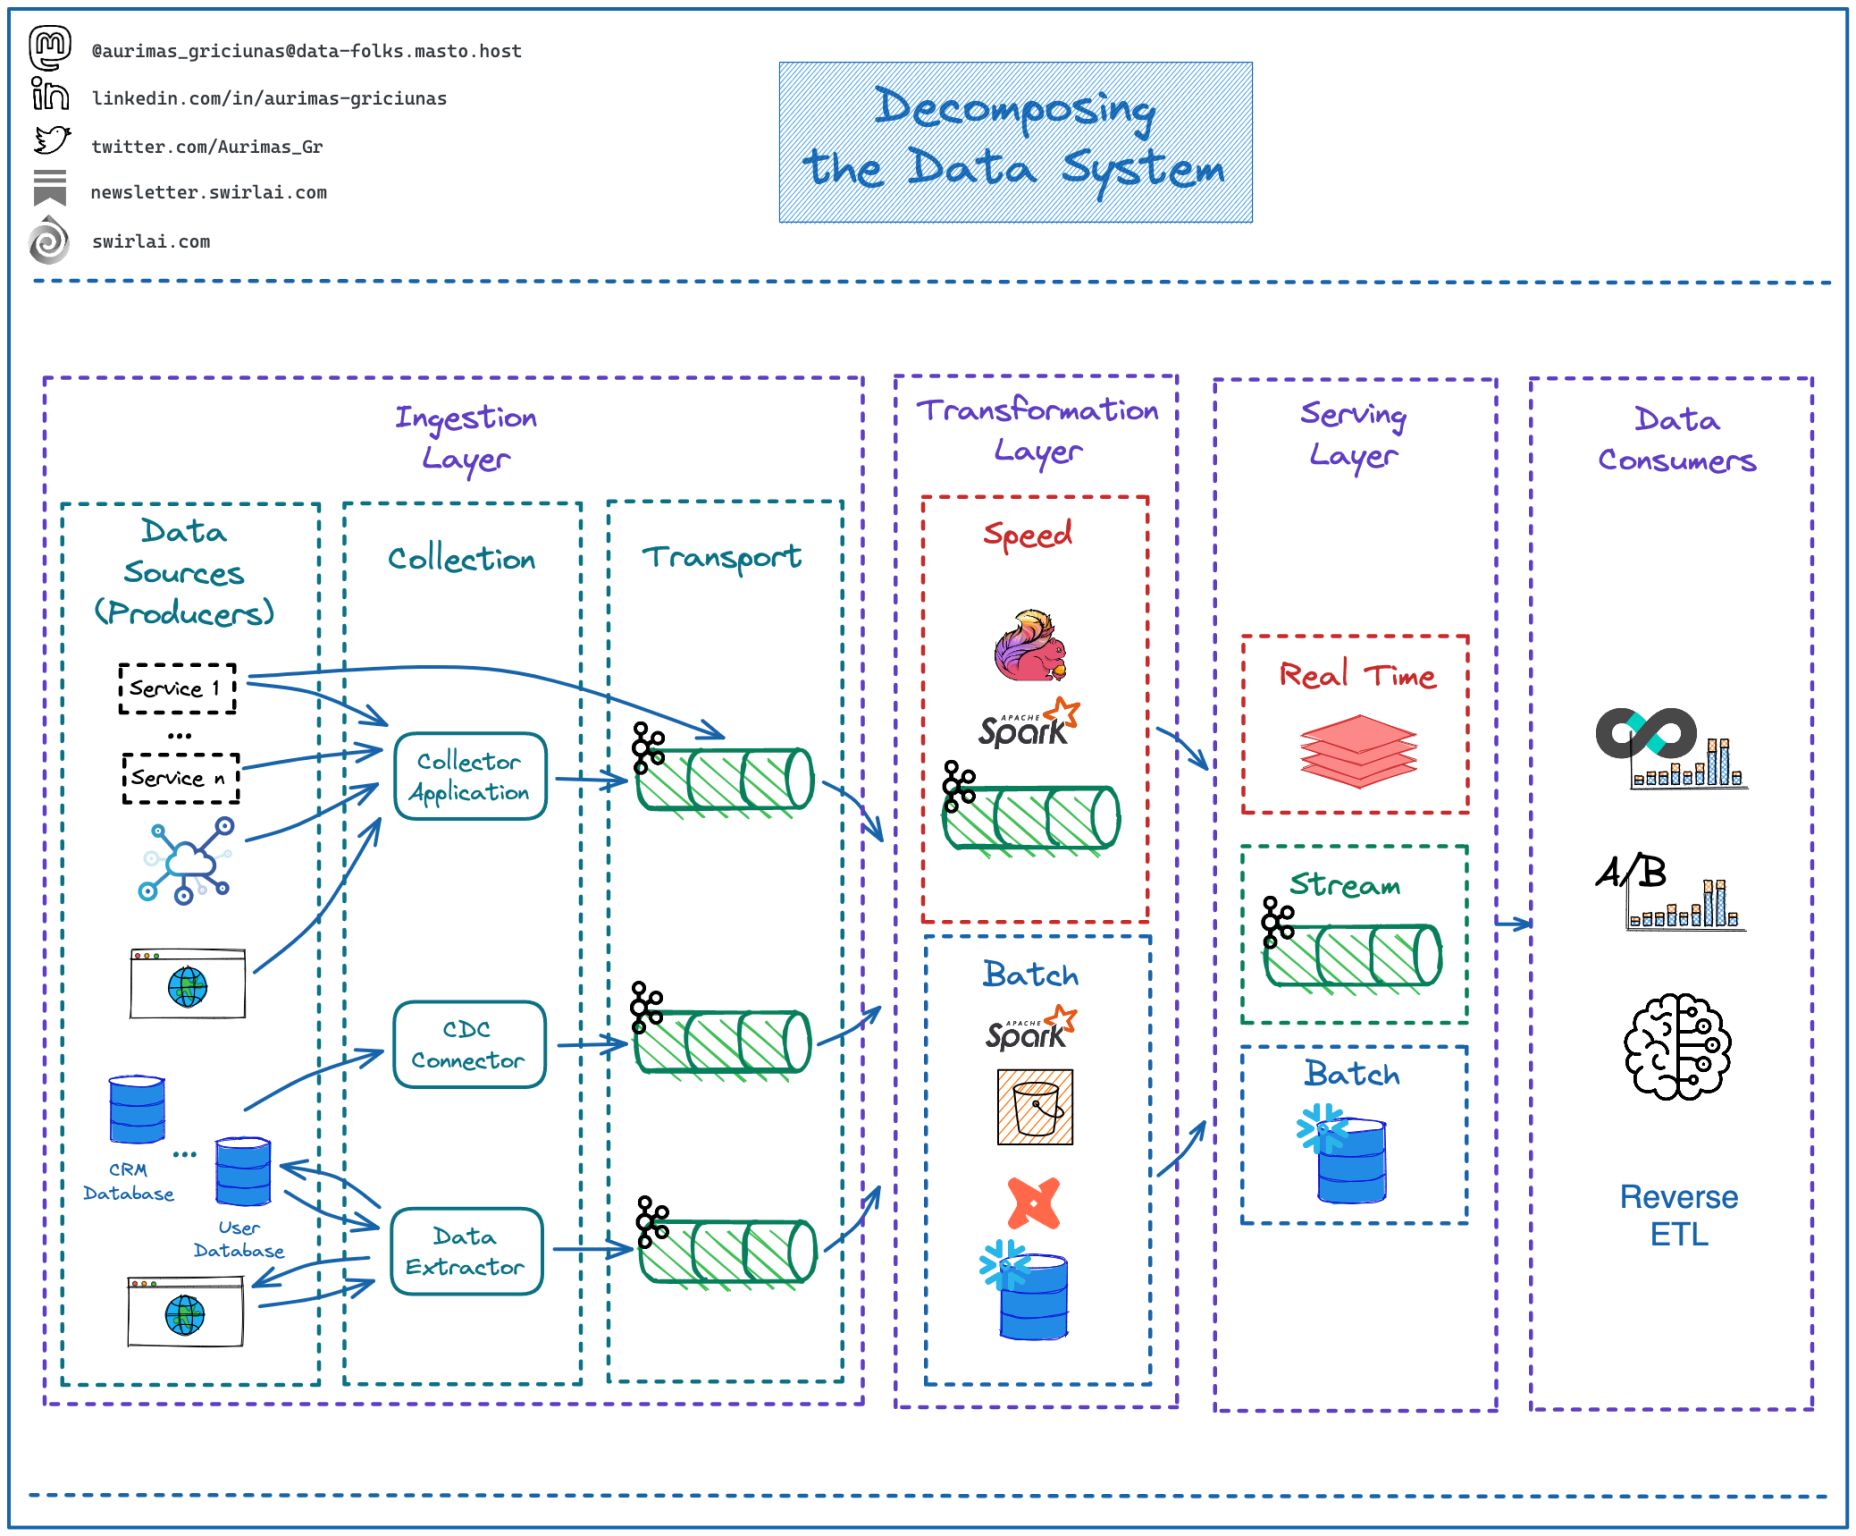 @aurimas_griciunas@data-folks.masto.host
linkedin.com/in/aurimas-griciunas
twitter.com/Aurimas_Gr
newsletter.swirlai.com
swirlai.com
Decomposing
the Data System
Ingestion
Layer
Data
Sources
(Producers)
Service 1
...
Service n
CRM
Database
...
User
Database
Collection
Collector
Application
CDC
Connector
Data
Extractor
Transport
Transformation
Layer
Speed
APACHE
Spark
Batch
APACHE
Spark
Serving
Layer
Real Time
Stream
Batch
Data
Consumers
A/B
Reverse
ETL